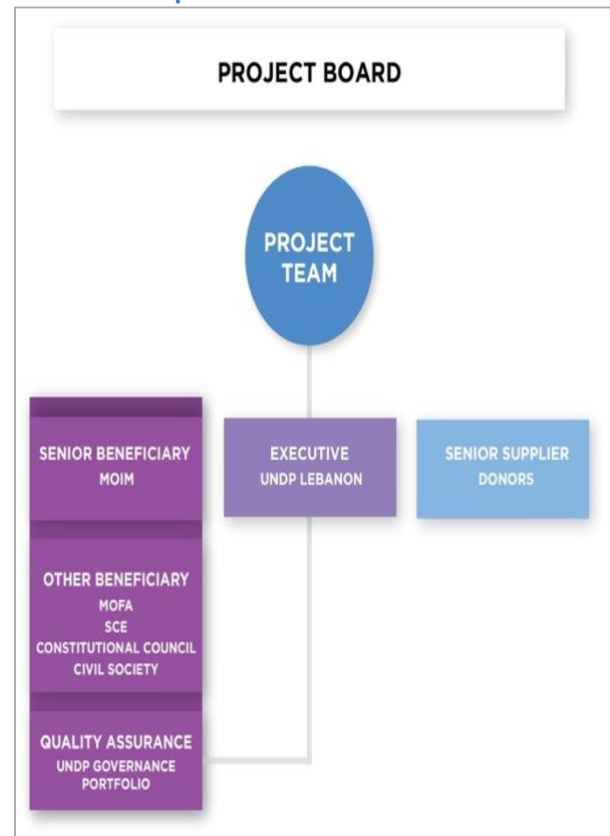 PROJECT BOARD
PROJECT
TEAM
SENIOR BENEFICIARY
MOIM
EXECUTIVE
UNDP LEBANON
SENIOR SUPPLIER
DONORS
OTHER BENEFICIARY
MOFA
SCE
CONSTITUTIONAL COUNCIL
CIVIL SOCIETY
QUALITY ASSURANCE
UNDP GOVERNANCE
PORTFOLIO